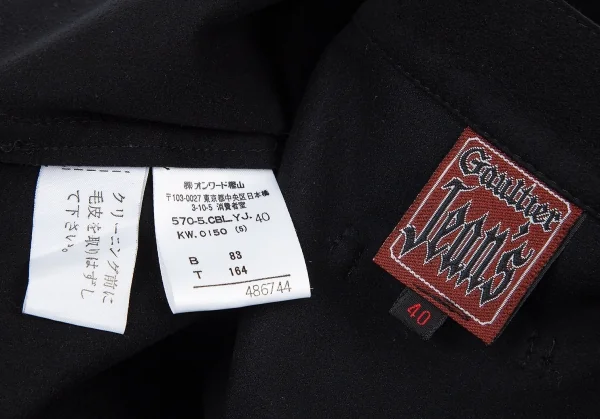 クリーニング前に
毛皮を取りはずし
て下さい。
㈱オンワード樫山
〒103-0027 東京都中央区日本橋
3-10-5 消費者室
570-5.CBL.YJ. 40
KW.0150 (5)
B 83
T 164
486744
Gaultier
Jean's
40